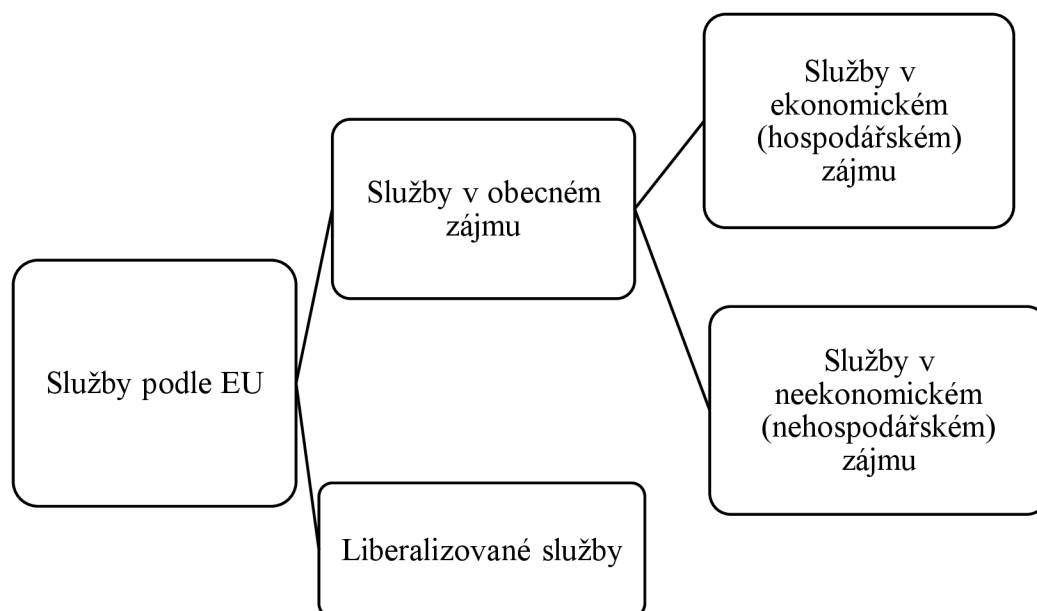 Služby podle EU
Služby v obecném
zájmu
Liberalizované služby
Služby v
ekonomickém
(hospodářském)
zájmu
Služby v
neekonomickém
(nehospodářském)
zájmu